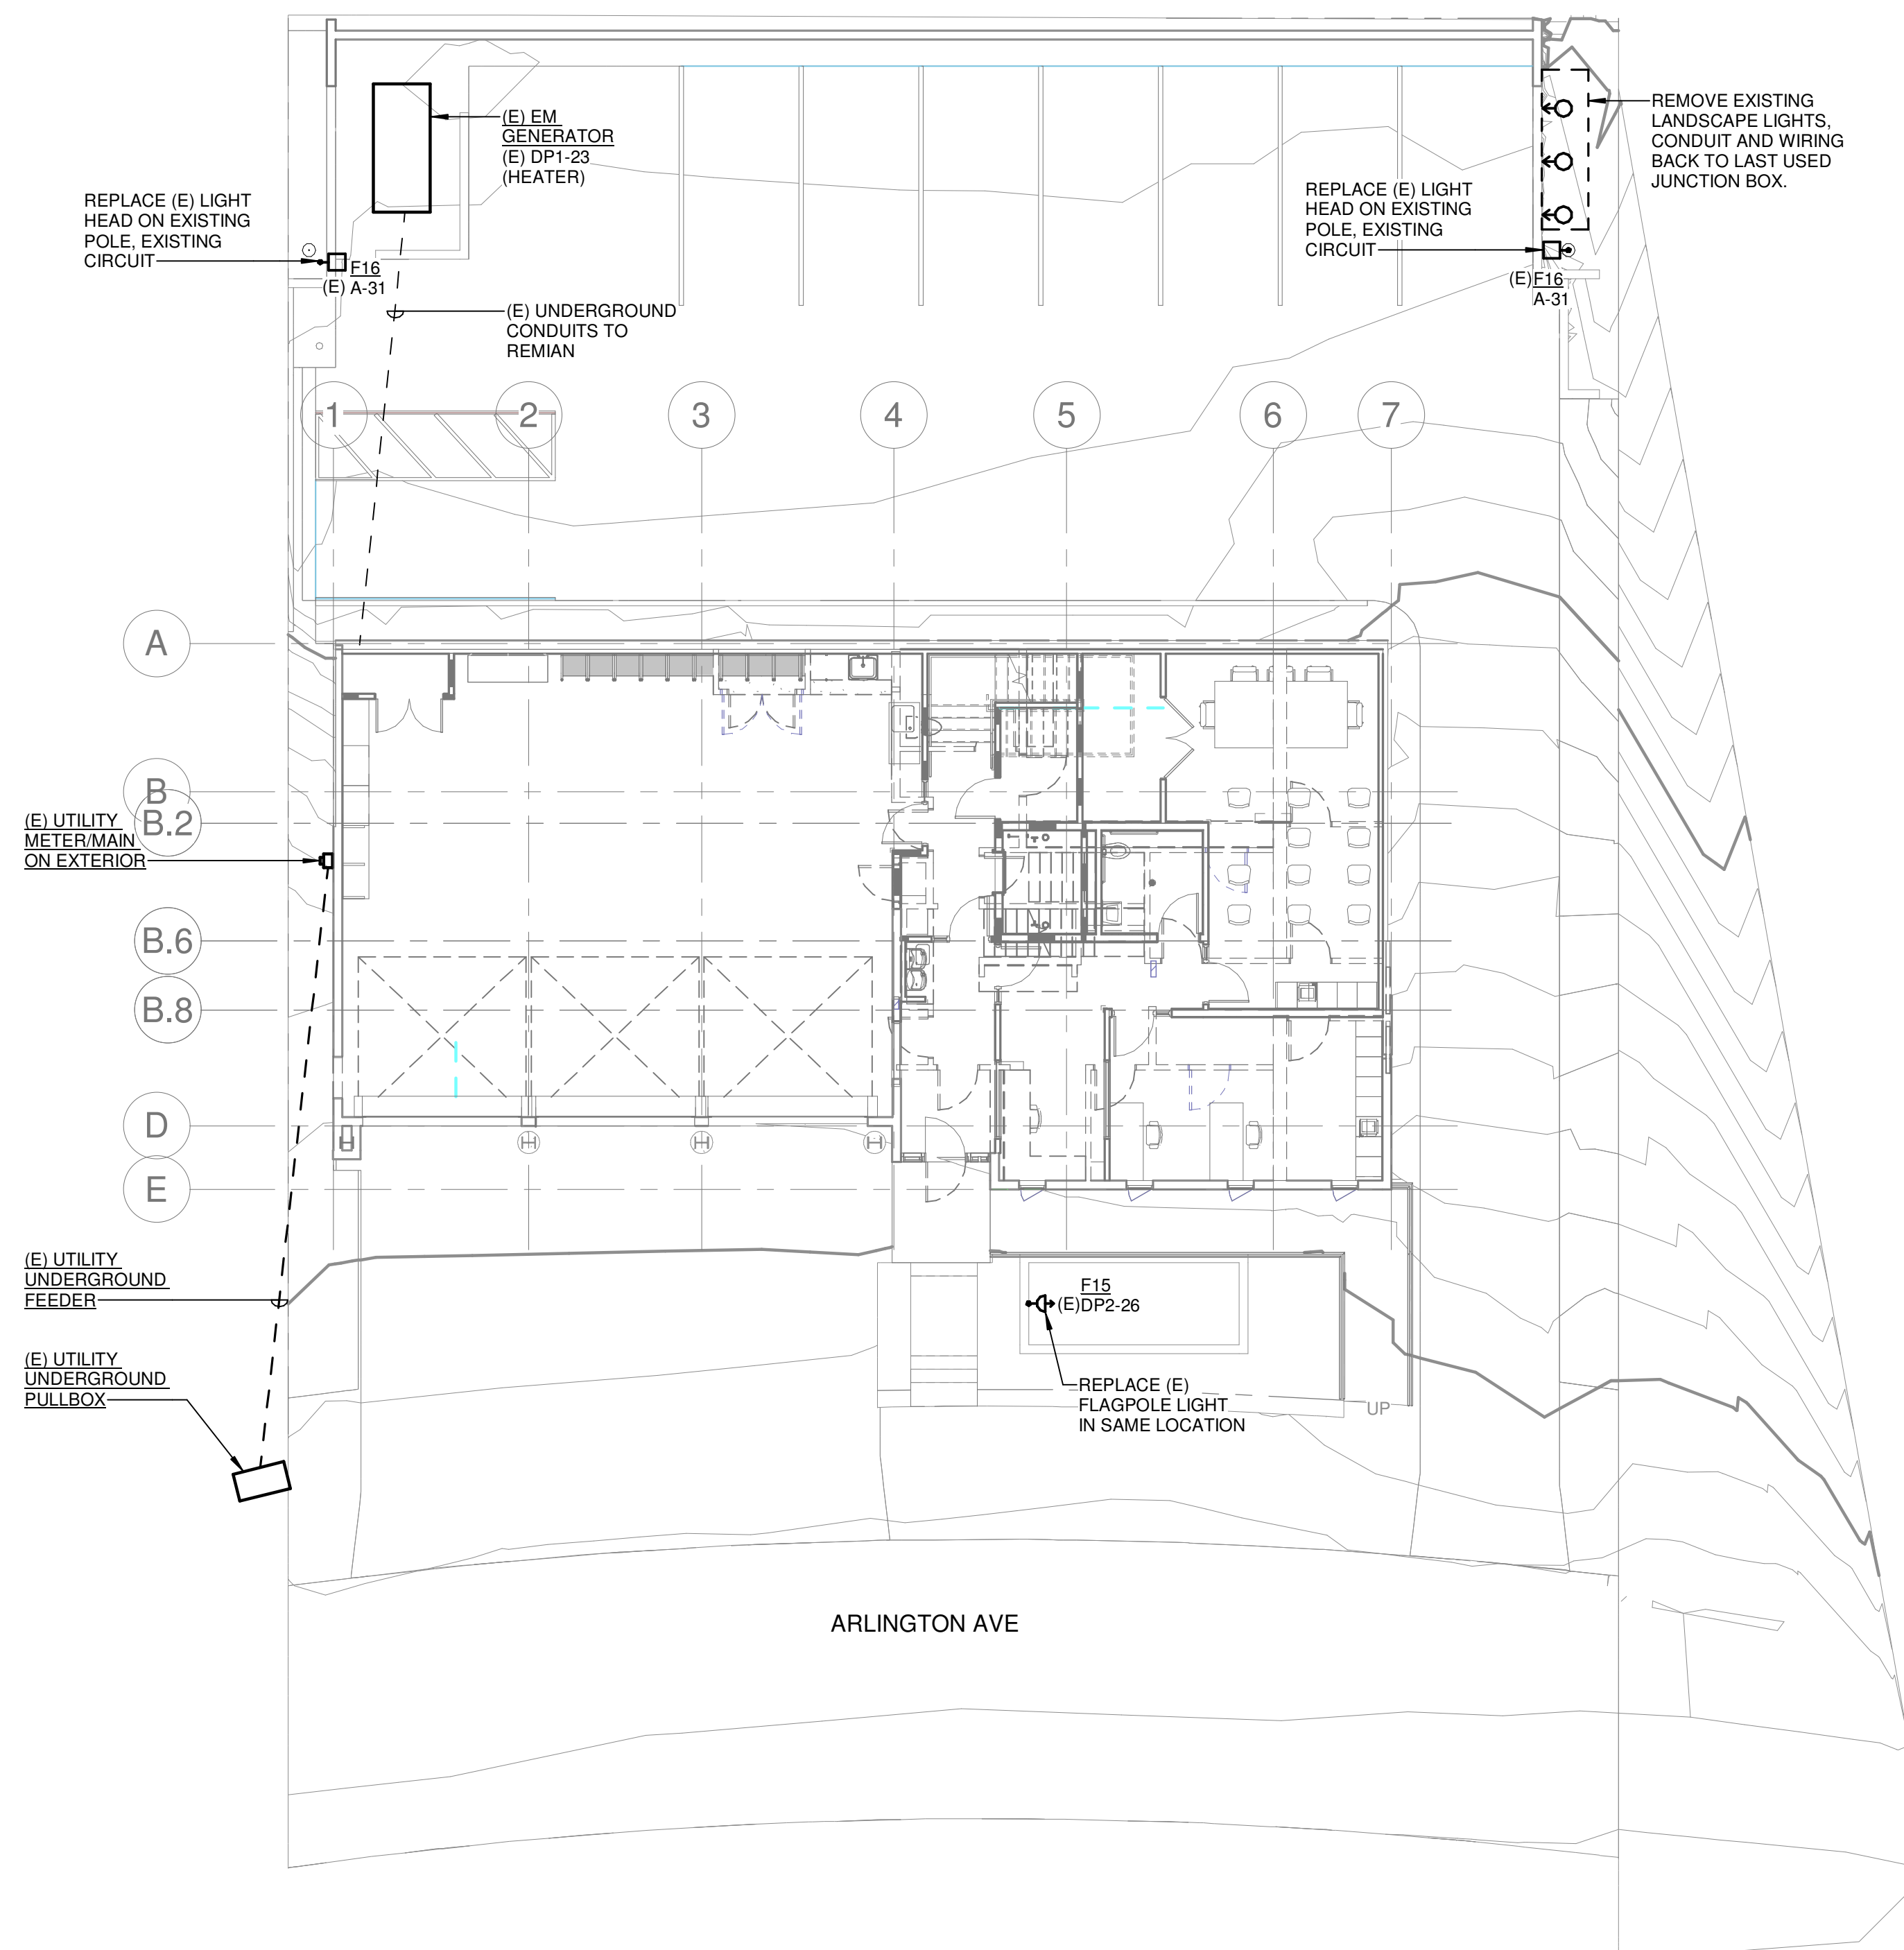 (E) EM
GENERATOR
(E) DP1-23
(HEATER)
REMOVE EXISTING
LANDSCAPE LIGHTS,
CONDUIT AND WIRING
BACK TO LAST USED
JUNCTION BOX.
REPLACE (E) LIGHT
HEAD ON EXISTING
POLE, EXISTING
CIRCUIT
F16
(E) A-31
REPLACE (E) LIGHT
HEAD ON EXISTING
POLE, EXISTING
CIRCUIT
(E) F16
A-31
(E) UNDERGROUND
CONDUITS TO
REMIAN
1 2 3 4 5 6 7
A
B
B.2
(E) UTILITY
METER/MAIN
ON EXTERIOR
B.6
B.8
D
E
(E) UTILITY
UNDERGROUND
FEEDER
F15
(E)DP2-26
(E) UTILITY
UNDERGROUND
PULLBOX
REPLACE (E)
FLAGPOLE LIGHT
IN SAME LOCATION
UP
ARLINGTON AVE